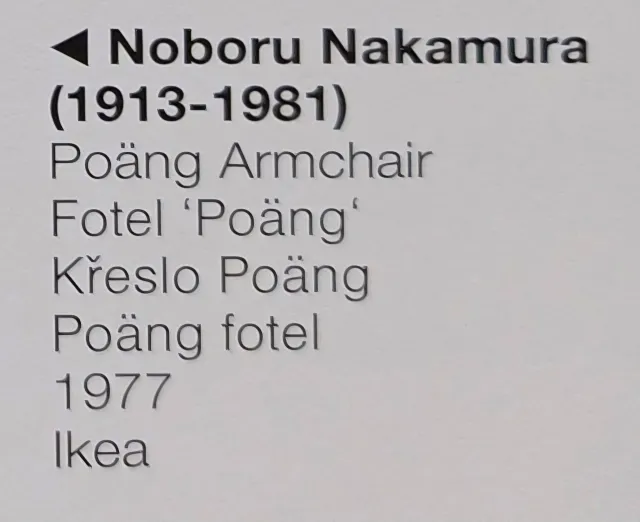 ◀ Noboru Nakamura
(1913-1981)
Poäng Armchair
Fotel ‘Poäng‘
Křeslo Poäng
Poäng fotel
1977
Ikea